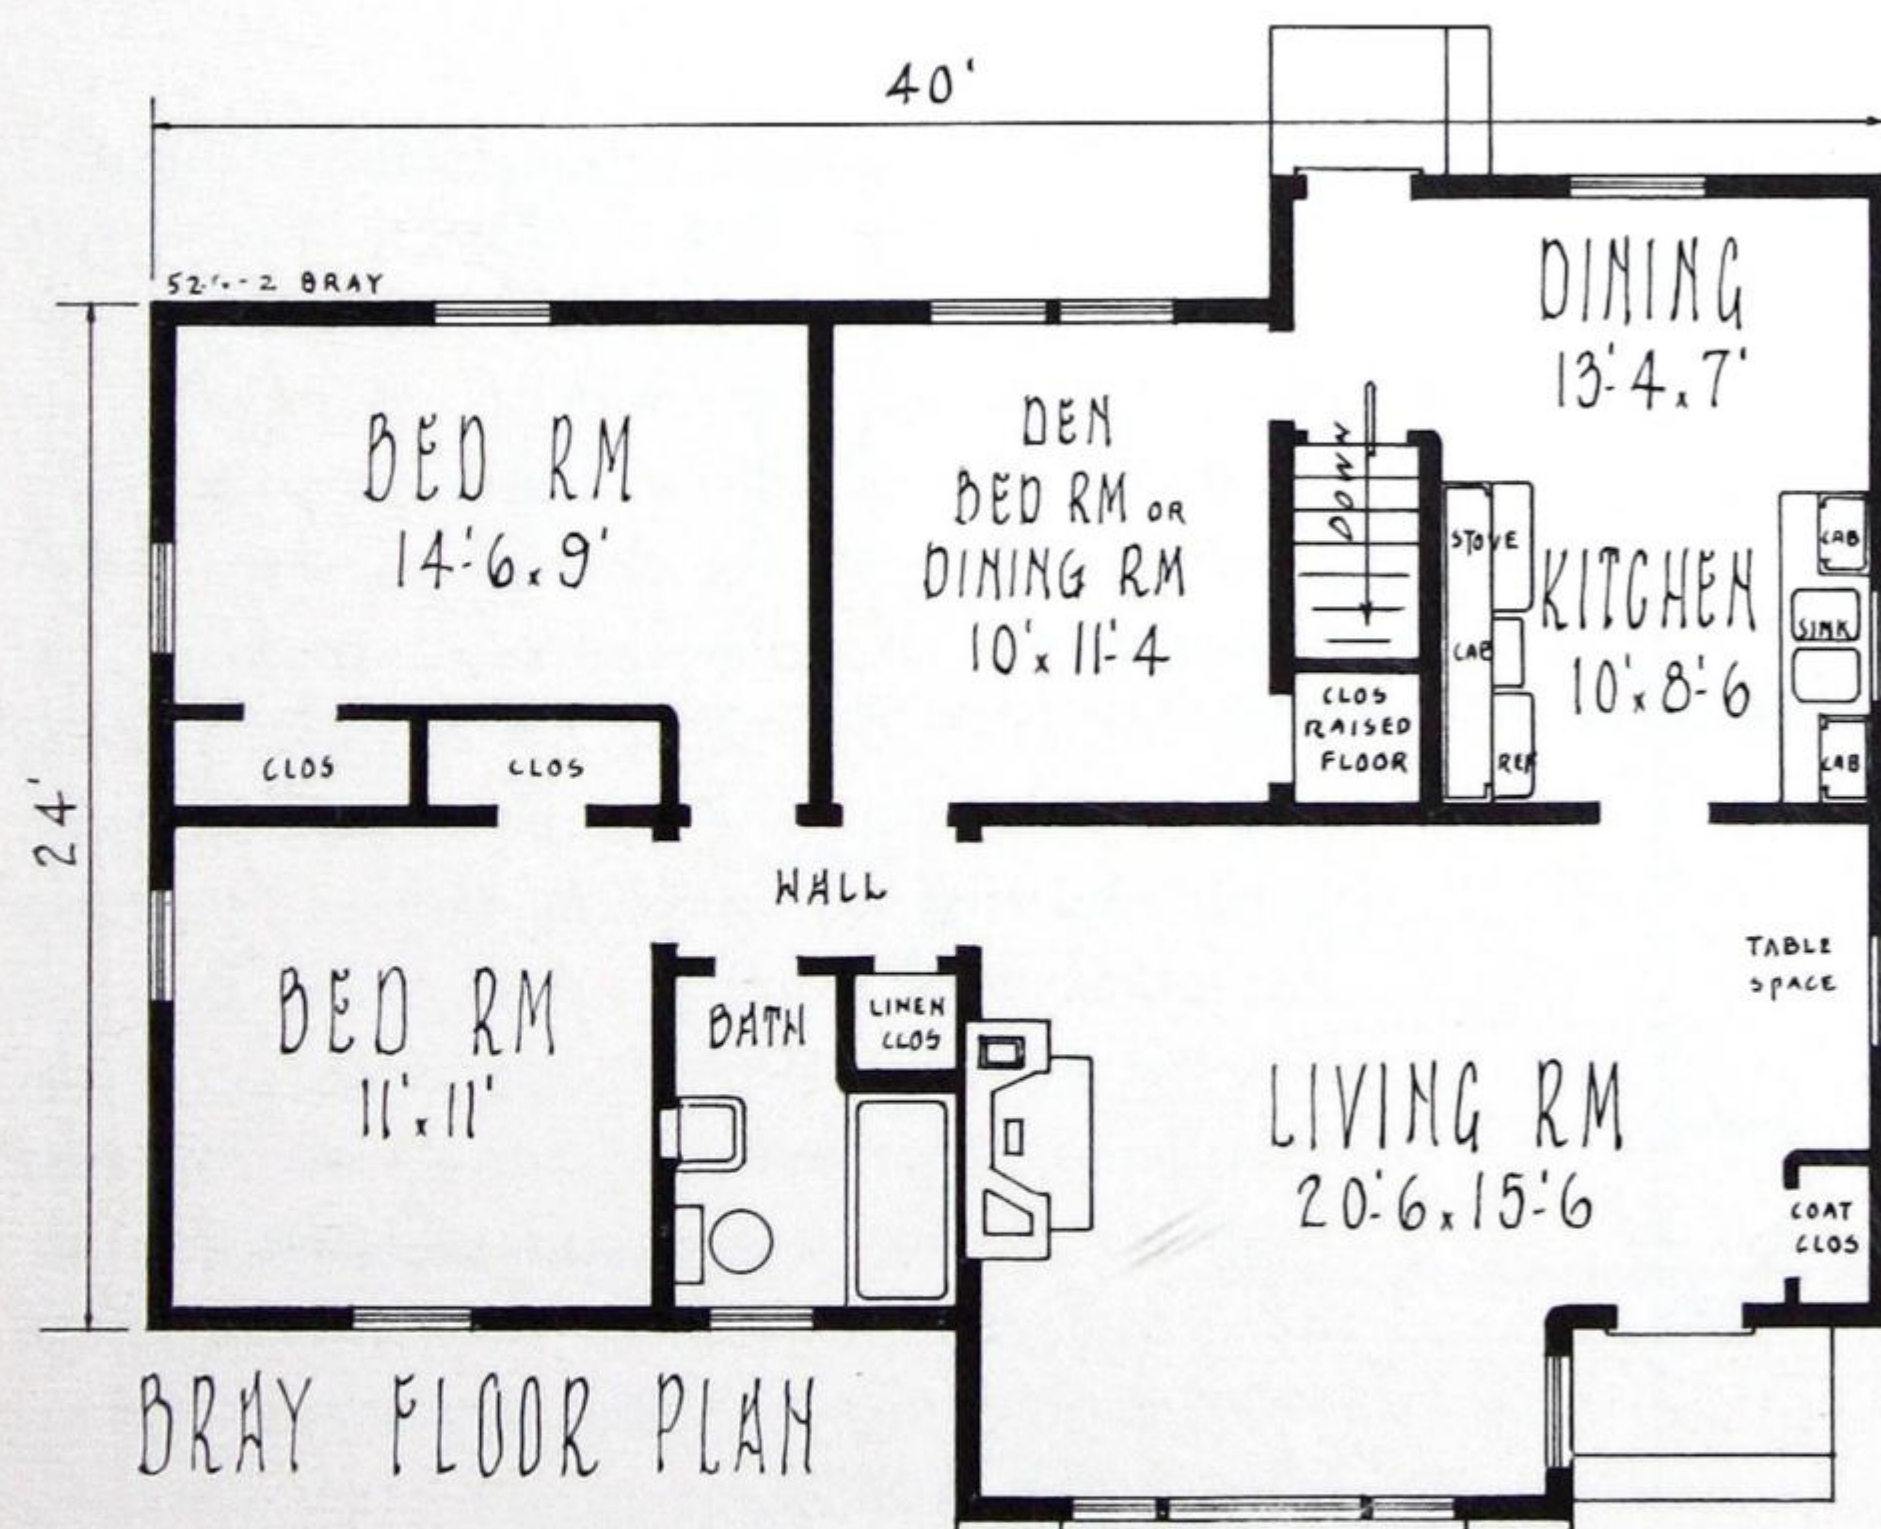 40'
BRAY
DINING
13'-4 x 7'
BED RM
14'-6 x 9'
DEN
BED RM OR
DINING RM
10' x 11'-4
DOWN
STOVE
CAB
REF
KITCHEN
10' x 8'-6
CAB
SINK
CAB
CLOS
RAISED
FLOOR
CLOS
CLOS
24'
HALL
BED RM
11' x 11'
BATH
LINEN
CLOS
TABLE
SPACE
LIVING RM
20'-6 x 15'-6
COAT
CLOS
BRAY FLOOR PLAN